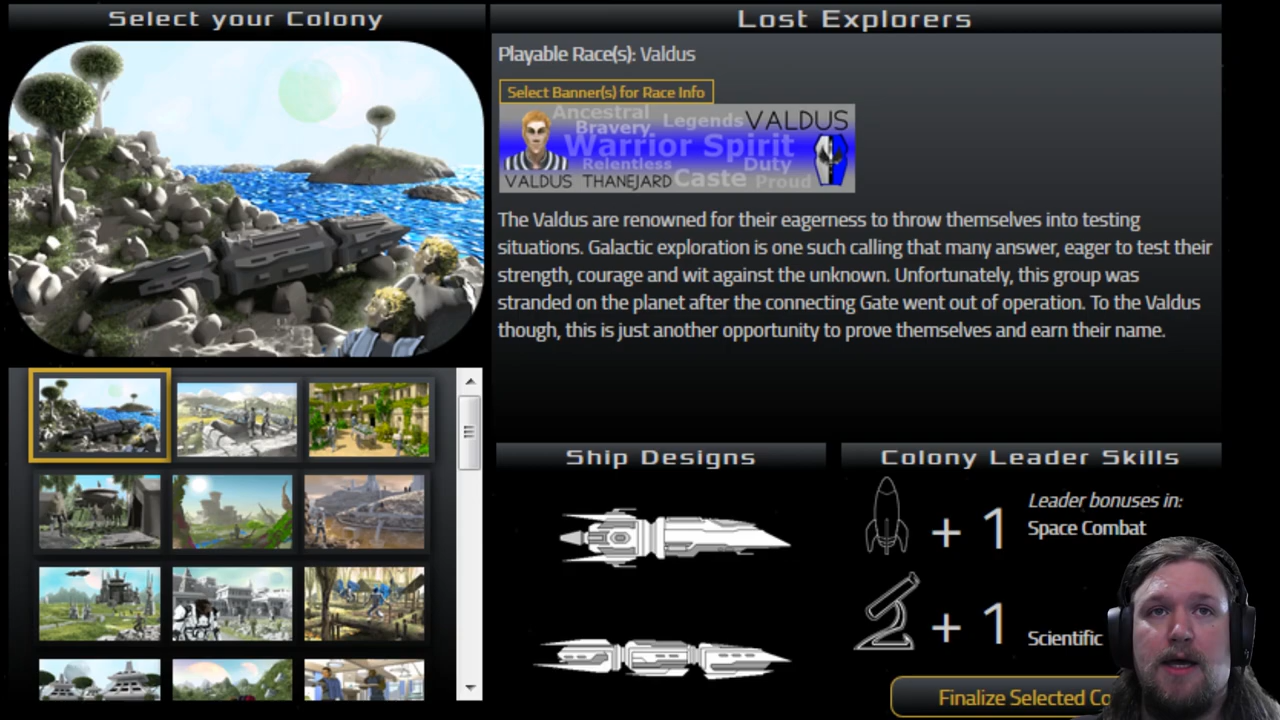 Select your Colony
Lost Explorers
Playable Race(s): Valdus
Select Banner(s) for Race Info
Ancestral
Bravery
Legends
VALDUS
Warrior Spirit
Relentless
Duty
VALDUS THANEJARD
Caste
Proud
The Valdus are renowned for their eagerness to throw themselves into testing
situations. Galactic exploration is one such calling that many answer, eager to test their
strength, courage and wit against the unknown. Unfortunately, this group was
stranded on the planet after the connecting Gate went out of operation. To the Valdus
though, this is just another opportunity to prove themselves and earn their name.
Ship Designs
Colony Leader Skills
+ 1
Leader bonuses in:
Space Combat
+ 1
Scientific
Finalize Selected Co